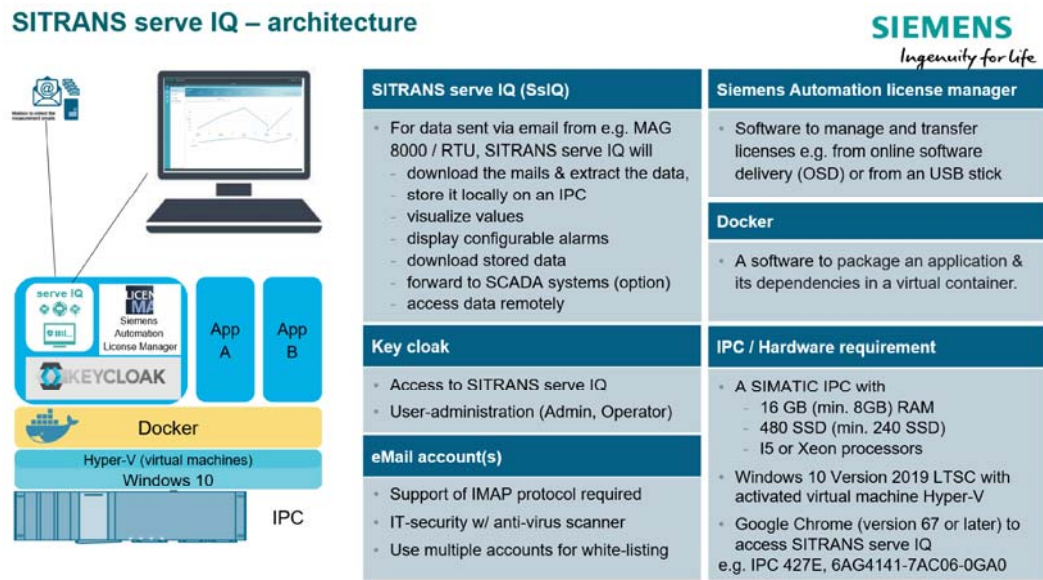 SITRANS serve IQ – architecture
SIEMENS
Ingenuity for life
Mailbox to collect the
measurement emails
serve IQ
LICEN
MA
Siemens
Automation
License Manager
KEYCLOAK
App
A
App
B
Docker
Hyper-V (virtual machines)
Windows 10
IPC
SITRANS serve IQ (SsIQ)
• For data sent via email from e.g. MAG
8000 / RTU, SITRANS serve IQ will
- download the mails & extract the data,
- store it locally on an IPC
- visualize values
- display configurable alarms
- download stored data
- forward to SCADA systems (option)
- access data remotely
Key cloak
• Access to SITRANS serve IQ
• User-administration (Admin, Operator)
eMail account(s)
• Support of IMAP protocol required
• IT-security w/ anti-virus scanner
• Use multiple accounts for white-listing
Siemens Automation license manager
• Software to manage and transfer
licenses e.g. from online software
delivery (OSD) or from an USB stick
Docker
• A software to package an application &
its dependencies in a virtual container.
IPC / Hardware requirement
• A SIMATIC IPC with
- 16 GB (min. 8GB) RAM
- 480 SSD (min. 240 SSD)
- I5 or Xeon processors
• Windows 10 Version 2019 LTSC with
activated virtual machine Hyper-V
• Google Chrome (version 67 or later) to
access SITRANS serve IQ
e.g. IPC 427E, 6AG4141-7AC06-0GA0